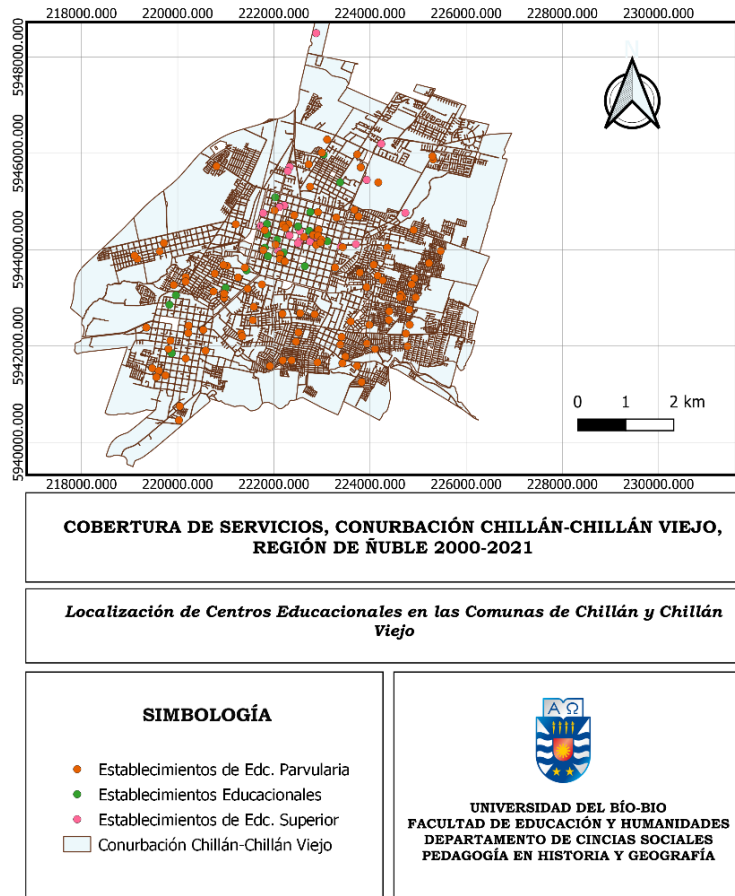 218000.000 220000.000 222000.000 224000.000 226000.000 228000.000 230000.000
5948000.000
5946000.000
5944000.000
5942000.000
5940000.000
N
0 1 2 km
218000.000 220000.000 222000.000 224000.000 226000.000 228000.000 230000.000
COBERTURA DE SERVICIOS, CONURBACIÓN CHILLÁN-CHILLÁN VIEJO,
REGIÓN DE ÑUBLE 2000-2021
Localización de Centros Educacionales en las Comunas de Chillán y Chillán
Viejo
SIMBOLOGÍA
Establecimientos de Edc. Parvularia
Establecimientos Educacionales
Establecimientos de Edc. Superior
Conurbación Chillán-Chillán Viejo
ΑΩ
UNIVERSIDAD DEL BÍO-BIO
FACULTAD DE EDUCACIÓN Y HUMANIDADES
DEPARTAMENTO DE CINCIAS SOCIALES
PEDAGOGÍA EN HISTORIA Y GEOGRAFÍA